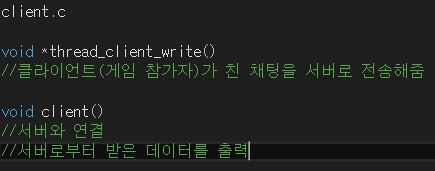 client.c
void *thread_client_write()
//클라이언트(게임 참가자)가 친 채팅을 서버로 전송해줌
void client()
//서버와 연결
//서버로부터 받은 데이터를 출력